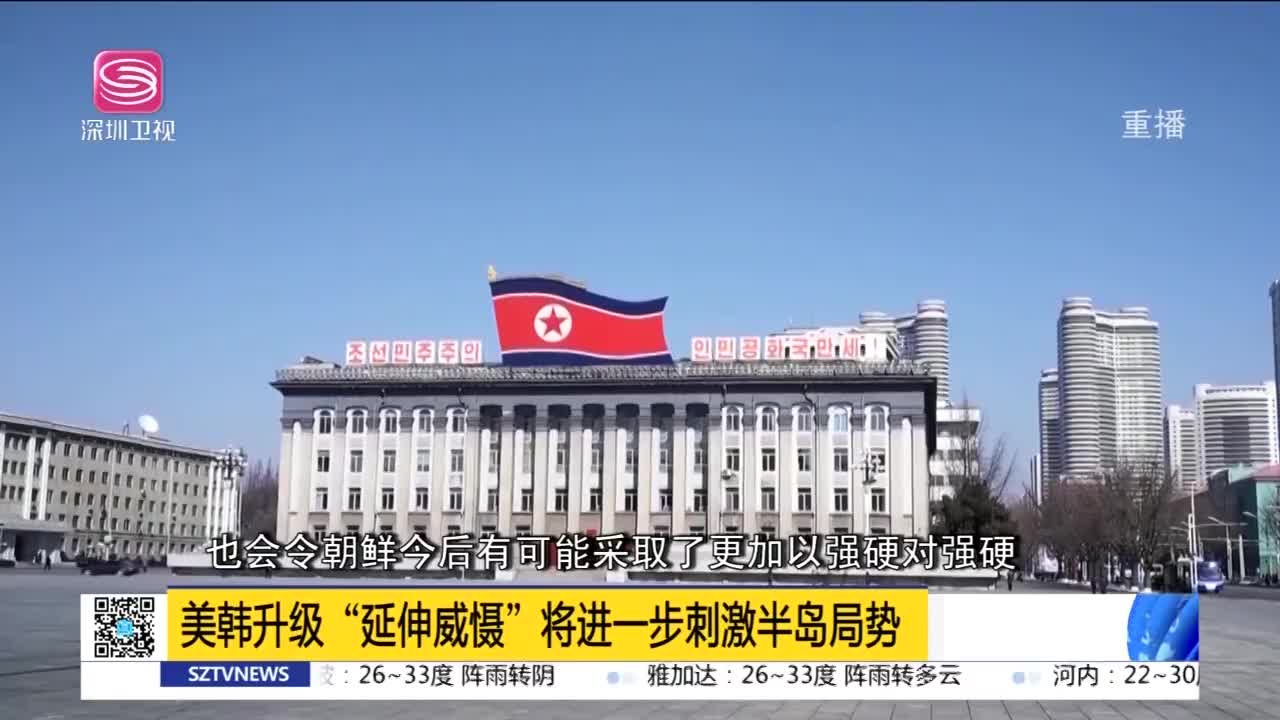 深圳卫视
重播
조선민주주의
인민공화국만세!
也会令朝鲜今后有可能采取了更加以强硬对强硬
美韩升级“延伸威慑”将进一步刺激半岛局势
SZTVNEWS
：26~33度 阵雨转阴 雅加达：26~33度 阵雨转多云 河内：22~30